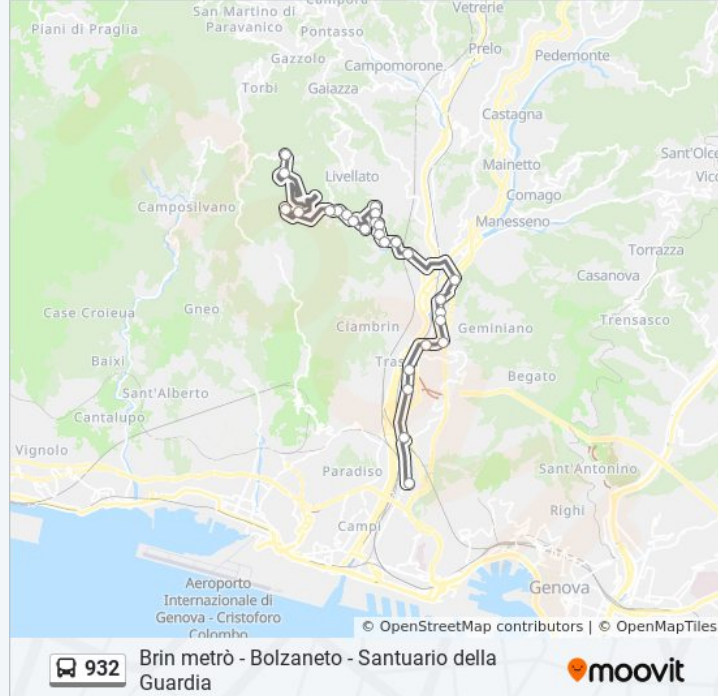 Vetrerie
San Martino di
Paravanico
Pontasso
Piani di Praglia
Prelo
Pedemonte
Gazzolo
Campomorone
Torbi
Gaiazza
Castagna
Sant'Olce
Mainetto
Livellato
Comago
Camposilvano
Manesseno
Torrazza
Casanova
Case Croieua
Gneo
Ciambrin
Geminiano
Trensasco
Baixi
Tras
Begato
Sant'Alberto
Cantalupo
Vignolo
Paradiso
Sant'Antonino
Righi
Campi
Aeroporto
Internazionale di
Genova - Cristoforo
Colombo
Genova
© OpenStreetMap contributors | © OpenMapTiles
932
Brin metrò - Bolzaneto - Santuario della
Guardia
moovit